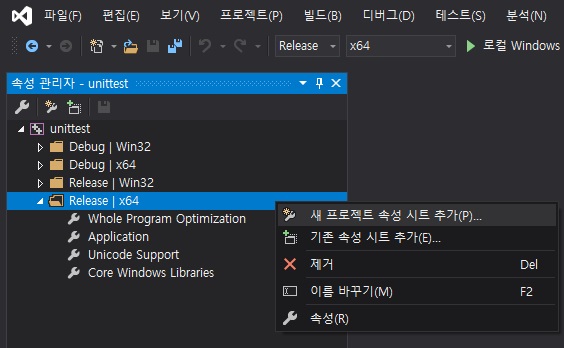 파일(F) 편집(E) 보기(V) 프로젝트(P) 빌드(B) 디버그(D) 테스트(S) 분석(N)
Release x64 로컬 Windows
속성 관리자 - unittest
unittest
Debug | Win32
Debug | x64
Release | Win32
Release | x64
Whole Program Optimization
Application
Unicode Support
Core Windows Libraries
새 프로젝트 속성 시트 추가(P)...
기존 속성 시트 추가(E)...
제거 Del
이름 바꾸기(M) F2
속성(R)